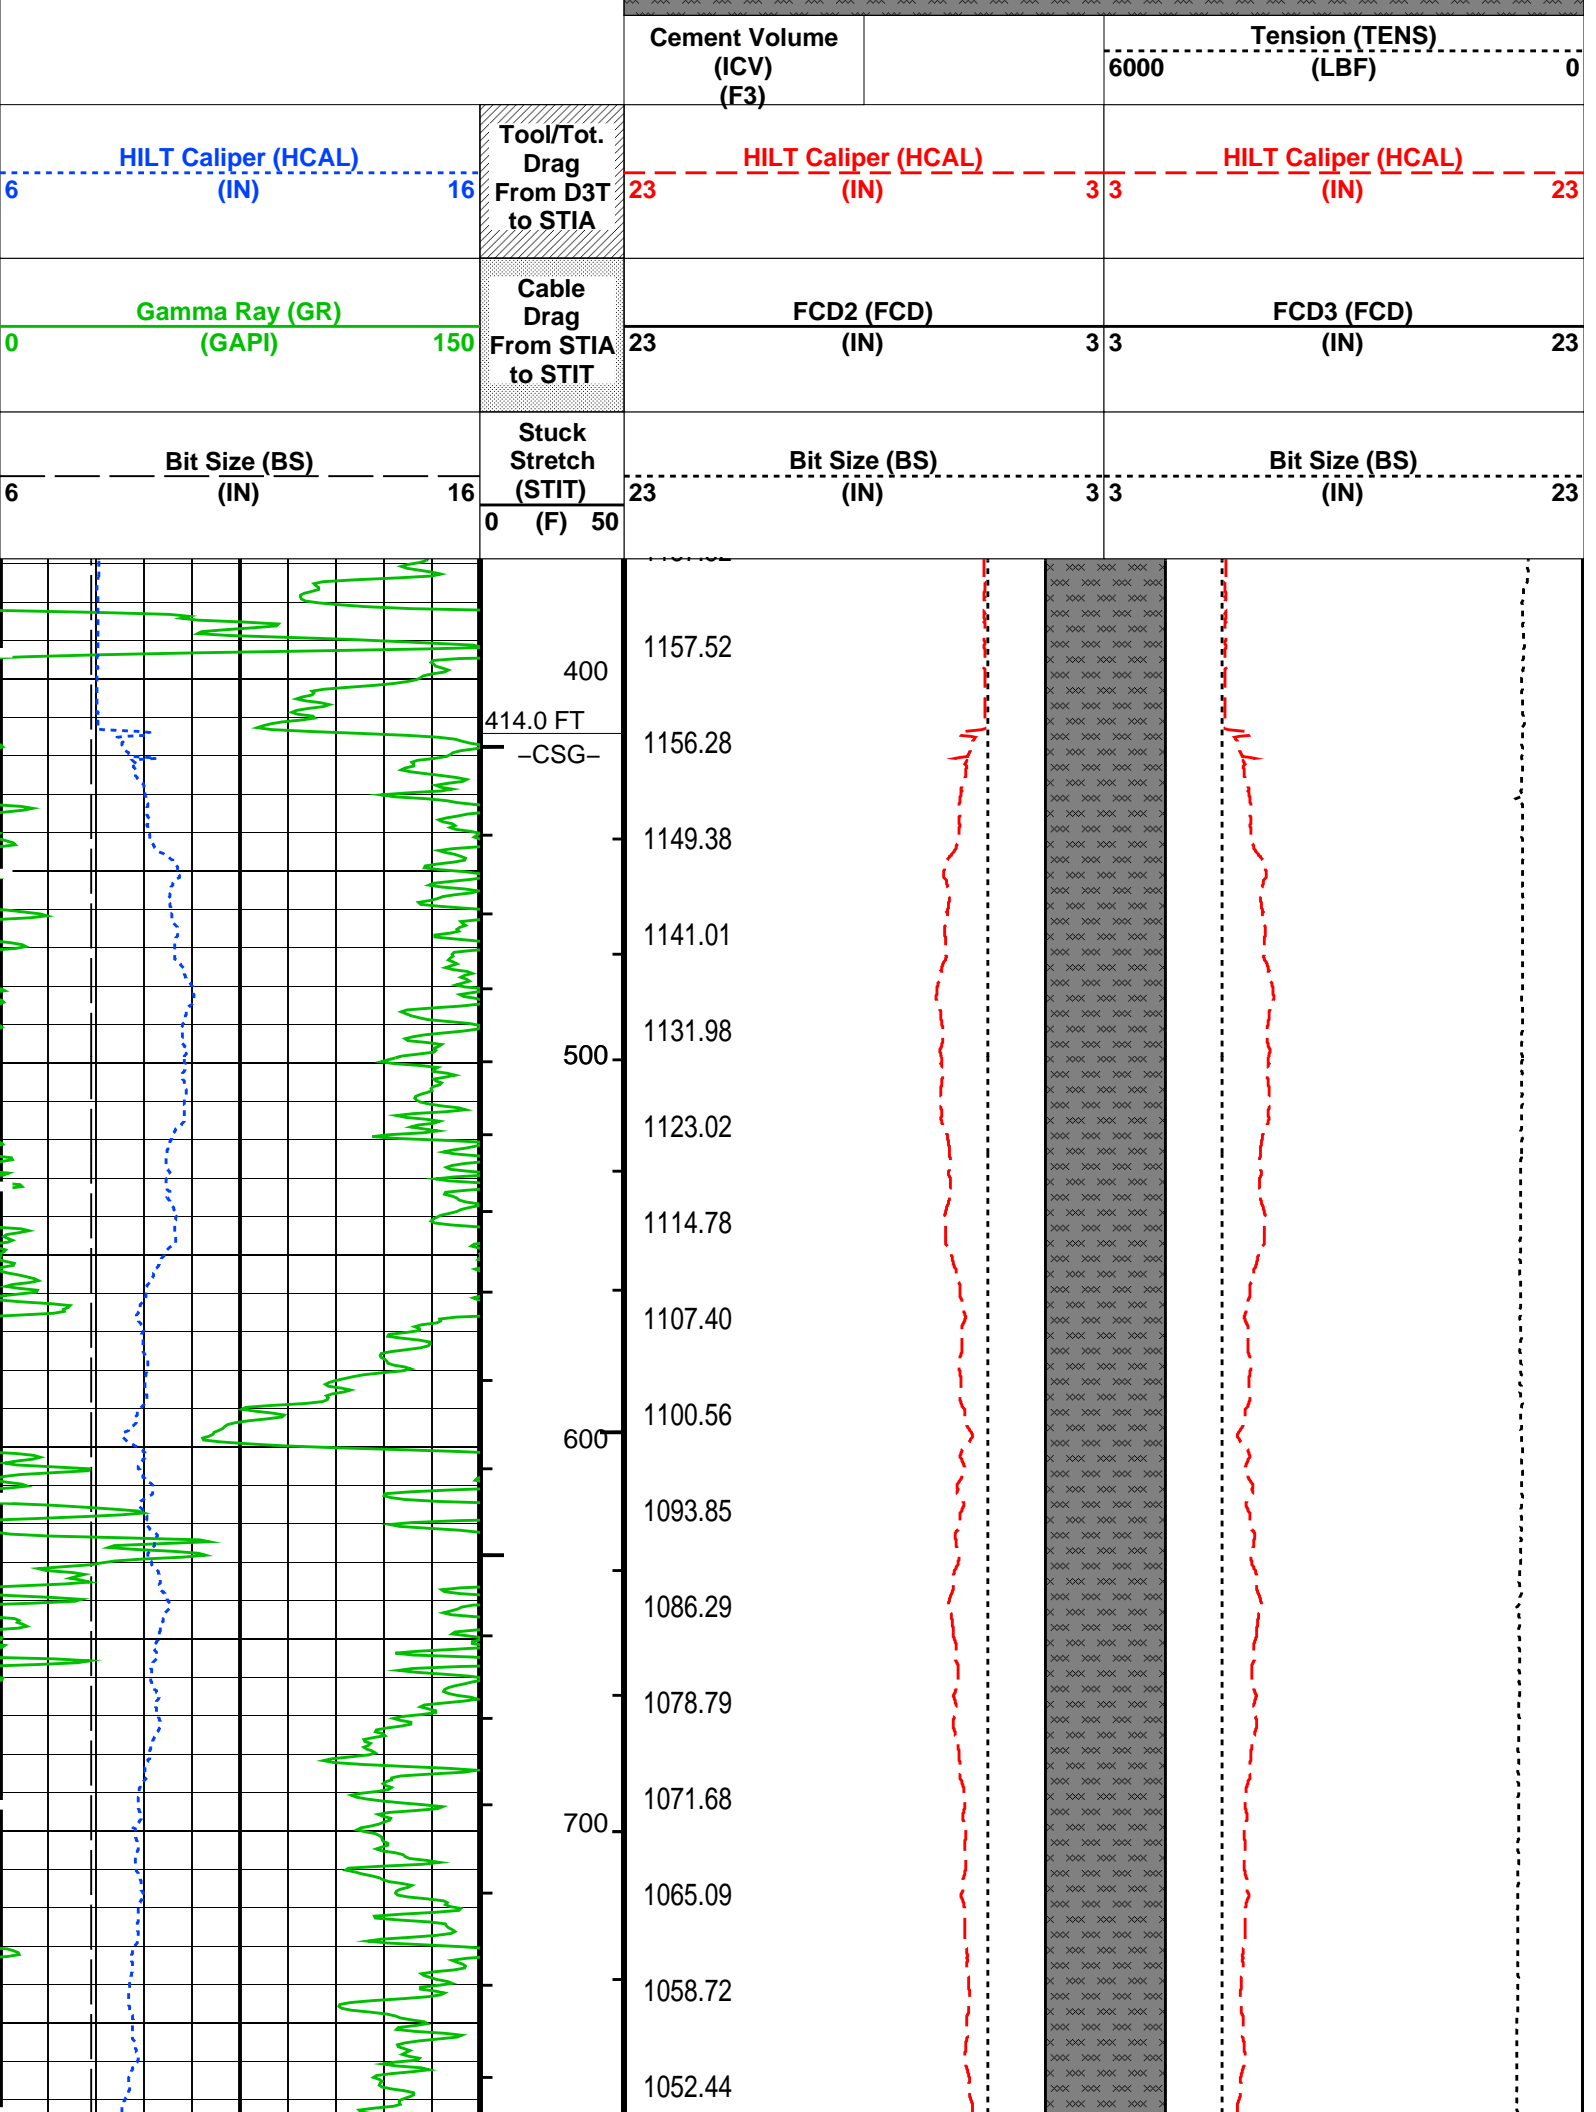 Cement Volume
(ICV)
(F3)
Tension (TENS)
6000 (LBF) 0
HILT Caliper (HCAL)
6 (IN) 16
Tool/Tot.
Drag
From D3T
to STIA
HILT Caliper (HCAL)
23 (IN) 3
HILT Caliper (HCAL)
3 (IN) 23
Gamma Ray (GR)
0 (GAPI) 150
Cable
Drag
From STIA
to STIT
FCD2 (FCD)
23 (IN) 3
FCD3 (FCD)
3 (IN) 23
Bit Size (BS)
6 (IN) 16
Stuck
Stretch
(STIT)
0 (F) 50
Bit Size (BS)
23 (IN) 3
Bit Size (BS)
3 (IN) 23
1157.52
400
414.0 FT
1156.28
–CSG–
1149.38
1141.01
1131.98
500
1123.02
1114.78
1107.40
1100.56
600
1093.85
1086.29
1078.79
1071.68
700
1065.09
1058.72
1052.44